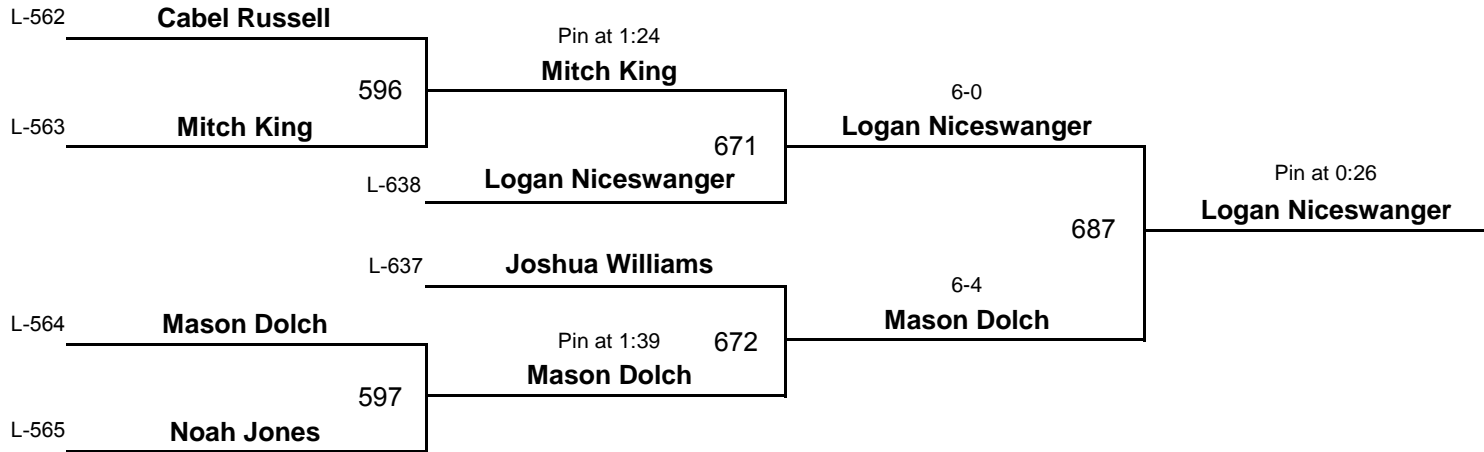 L-562 Cabel Russell
Pin at 1:24
Mitch King
596
6-0
L-563 Mitch King
Logan Niceswanger
671
L-638 Logan Niceswanger
Pin at 0:26
Logan Niceswanger
687
L-637 Joshua Williams
6-4
L-564 Mason Dolch
Mason Dolch
Pin at 1:39
672
Mason Dolch
597
L-565 Noah Jones